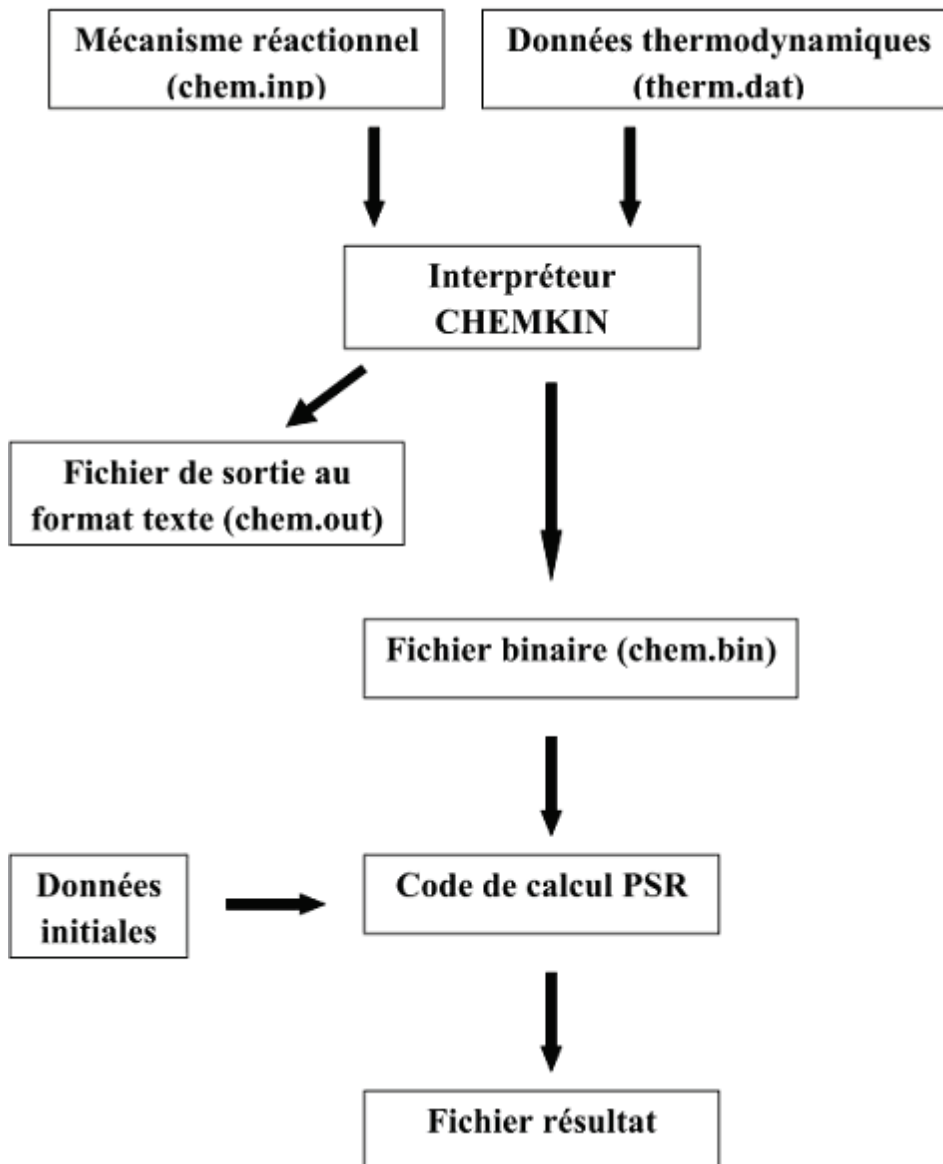 Mécanisme réactionnel
(chem.inp)
Données thermodynamiques
(therm.dat)
Interpréteur
CHEMKIN
Fichier de sortie au
format texte (chem.out)
Fichier binaire (chem.bin)
Données
initiales
Code de calcul PSR
Fichier résultat